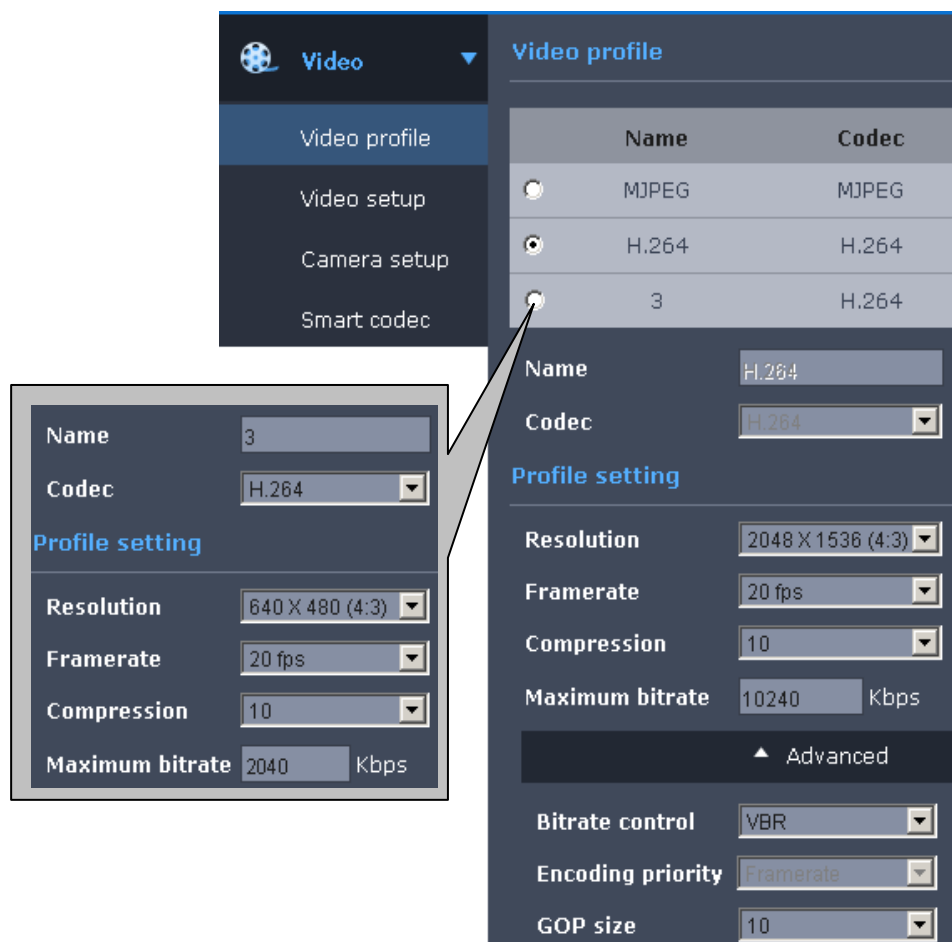 Video
Video profile
Video setup
Camera setup
Smart codec
Video profile
Name Codec
MJPEG MJPEG
H.264 H.264
3 H.264
Name H.264
Codec H.264
Profile setting
Resolution 2048 X 1536 (4:3)
Framerate 20 fps
Compression 10
Maximum bitrate 10240 Kbps
Advanced
Bitrate control VBR
Encoding priority Framerate
GOP size 10
Name 3
Codec H.264
Profile setting
Resolution 640 X 480 (4:3)
Framerate 20 fps
Compression 10
Maximum bitrate 2040 Kbps